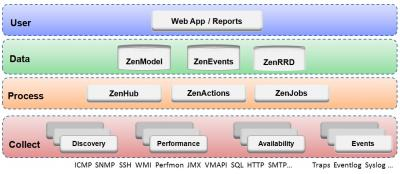 User
Web App / Reports
Data
ZenModel
ZenEvents
ZenRRD
Process
ZenHub
ZenActions
ZenJobs
Collect
Discovery
Performance
Availability
Events
ICMP SNMP SSH WMI Perfmon JMX VMAPI SQL HTTP SMTP...
Traps Eventlog Syslog ...